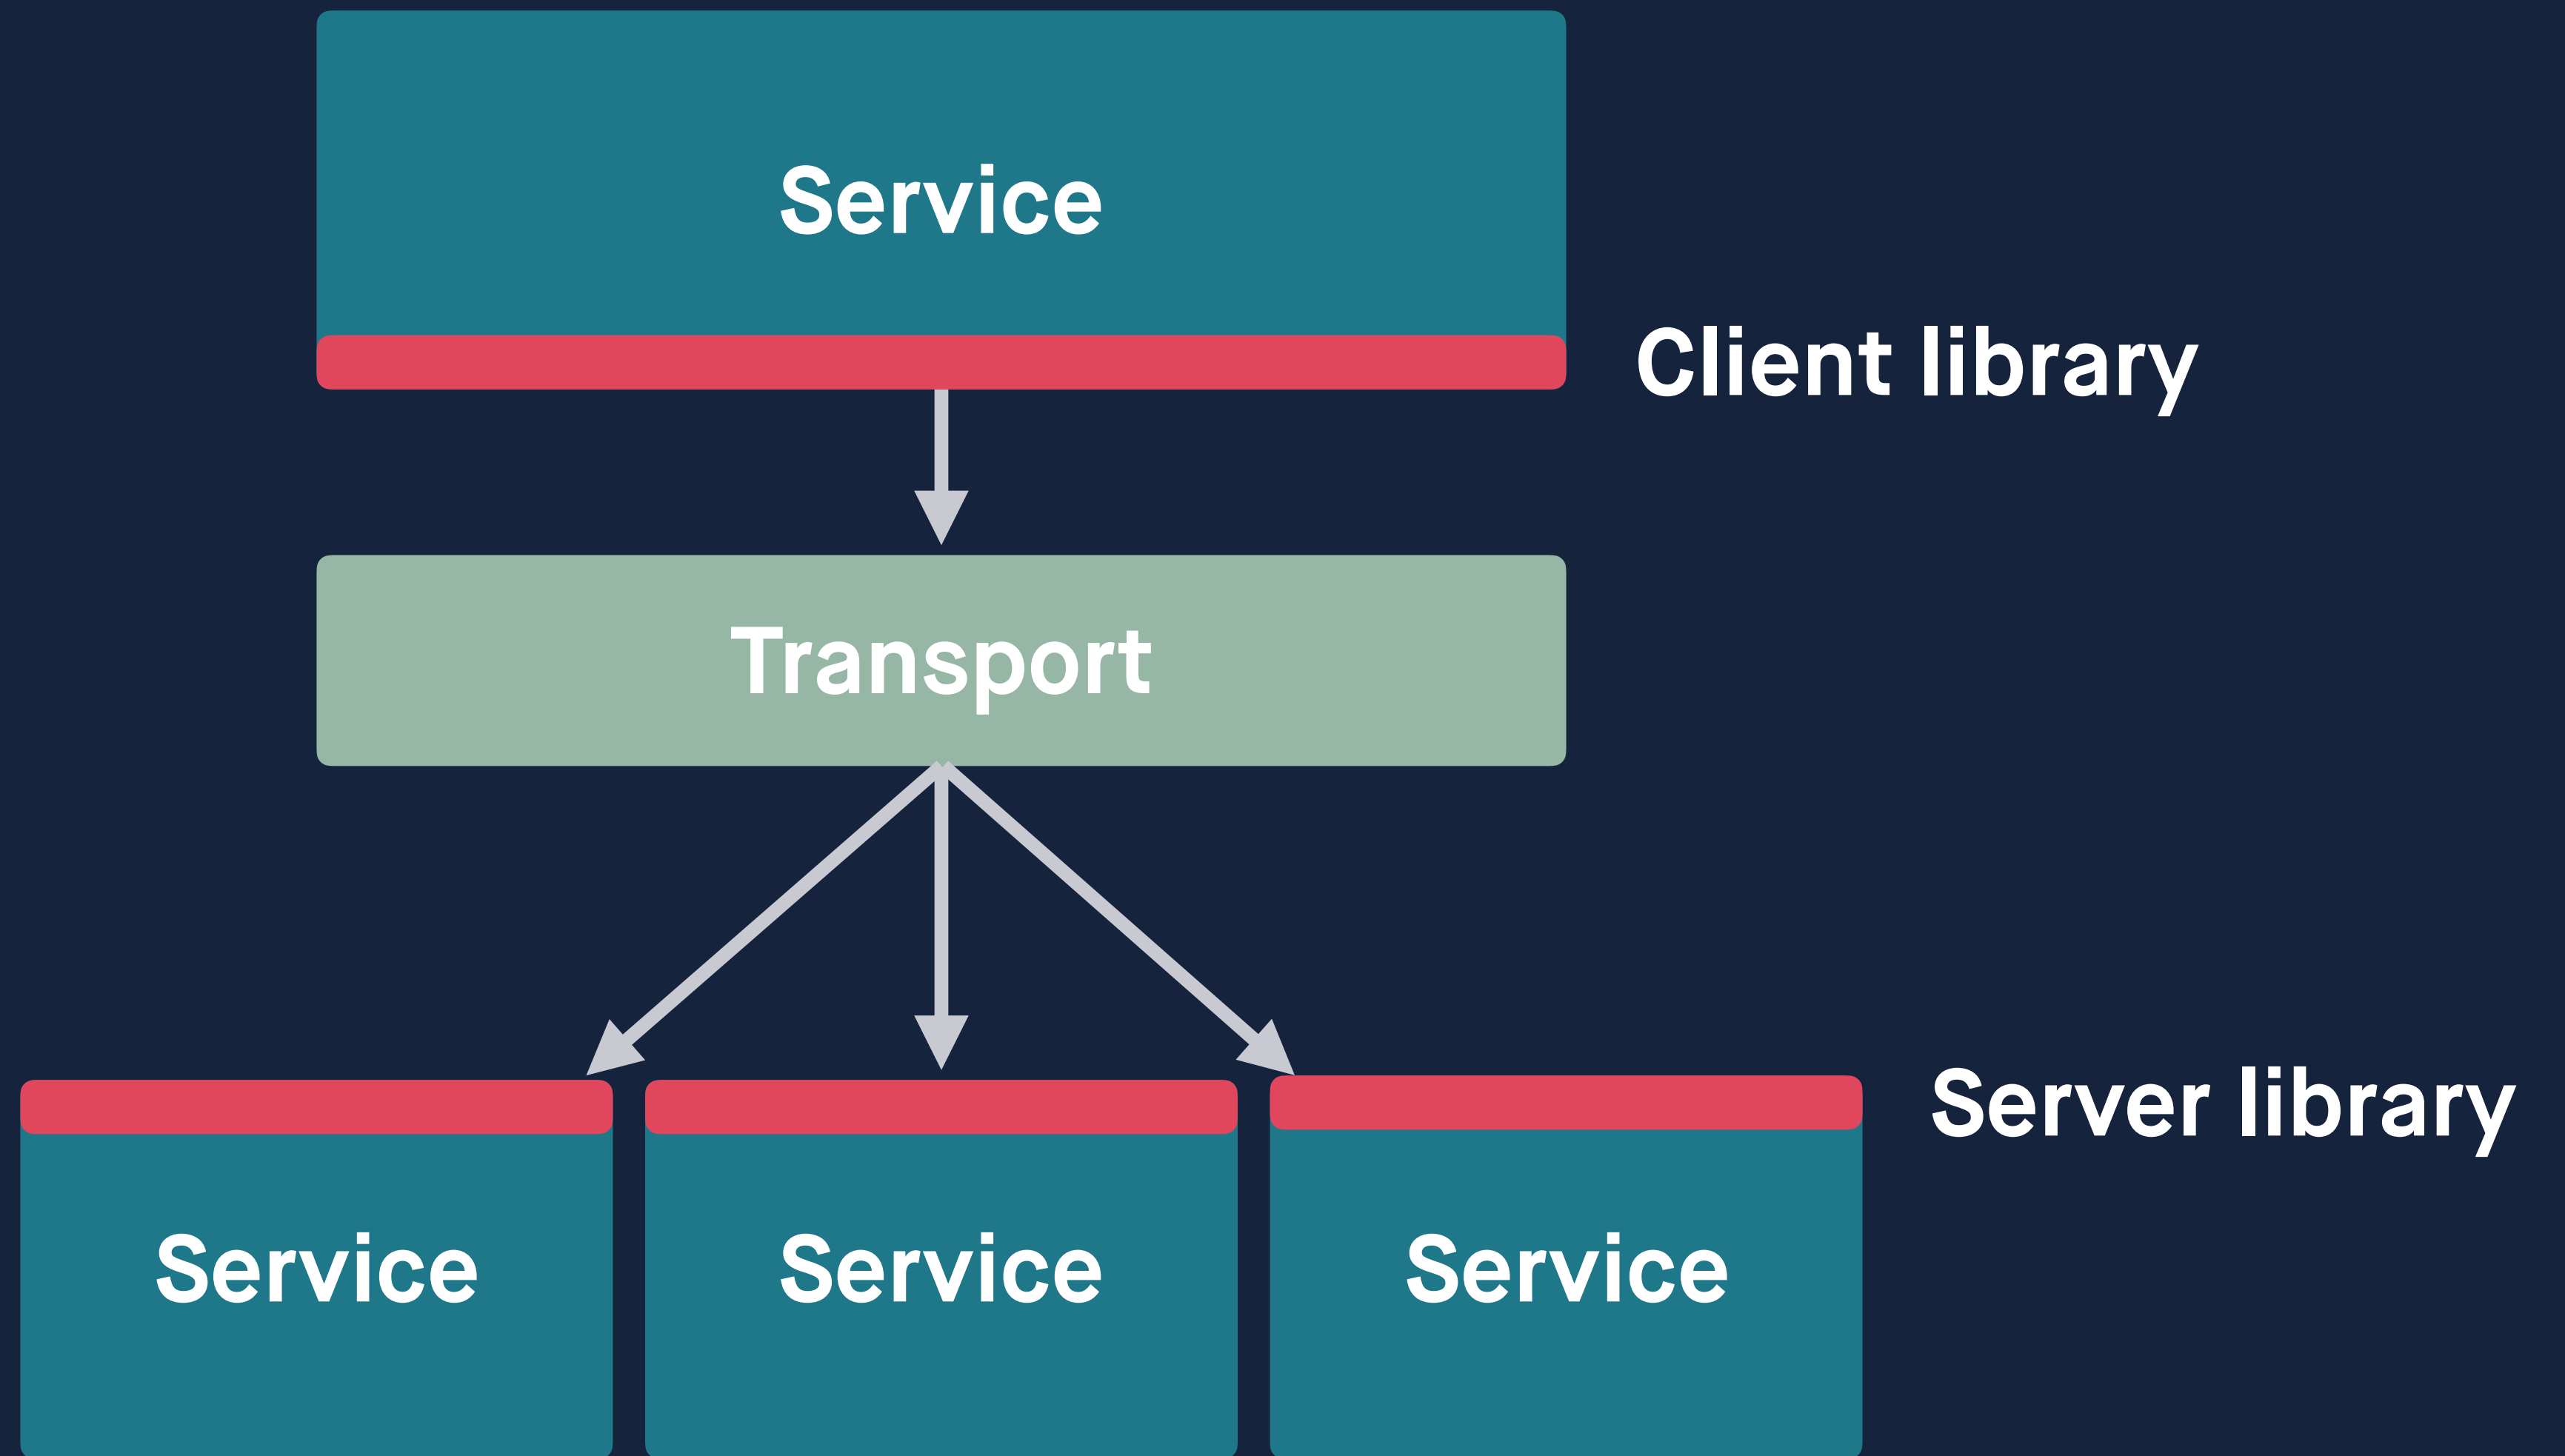 Service
Client library
Transport
Server library
Service
Service
Service